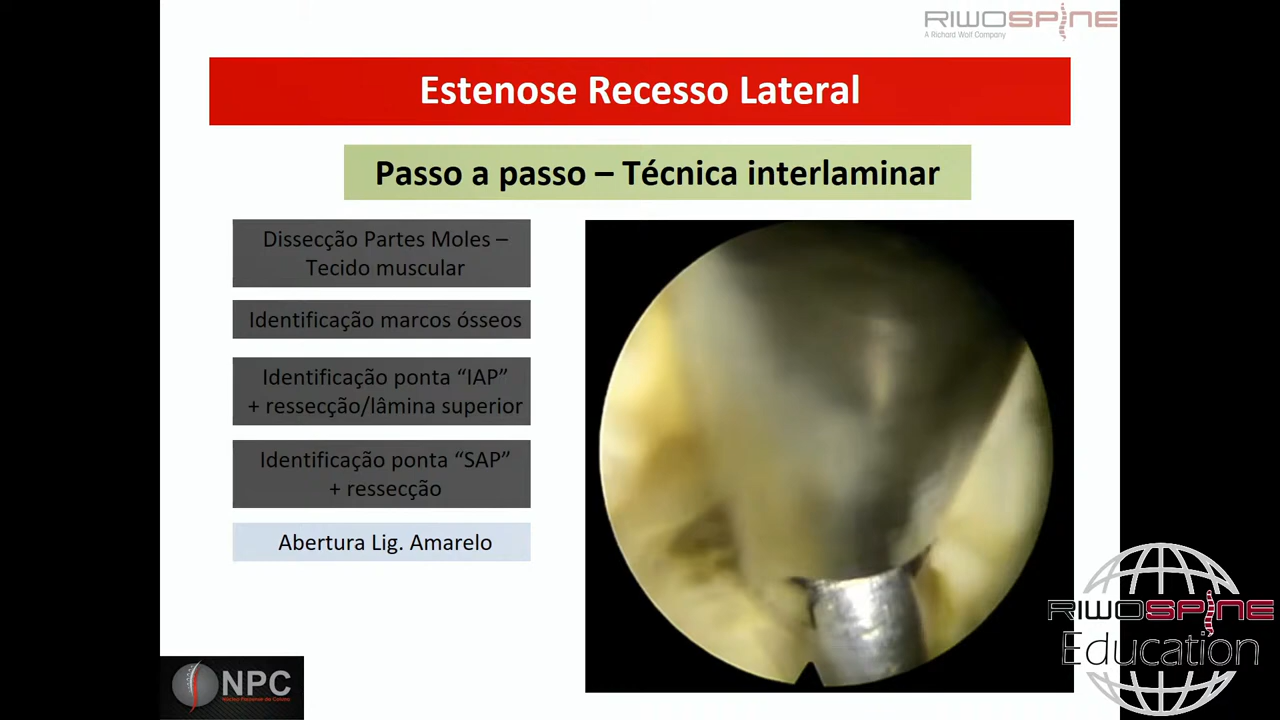 RIWOSPINE
A Richard Wolf Company
Estenose Recesso Lateral
Passo a passo – Técnica interlaminar
Dissecção Partes Moles –
Tecido muscular
Identificação marcos ósseos
Identificação ponta “IAP”
+ ressecção/lâmina superior
Identificação ponta “SAP”
+ ressecção
Abertura Lig. Amarelo
NPC
RIWOSPINE
Education